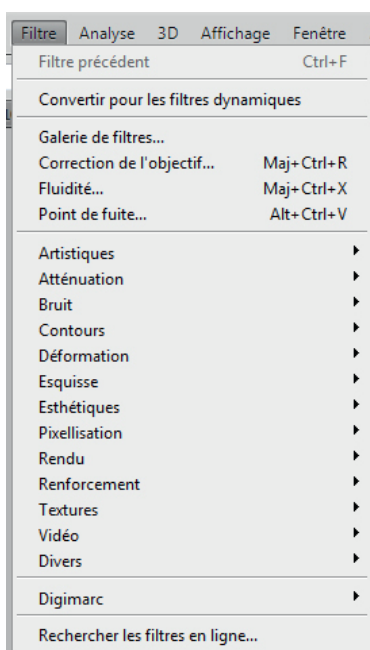 Filtre Analyse 3D Affichage Fenêtre
Filtre précédent Ctrl+F
Convertir pour les filtres dynamiques
Galerie de filtres...
Correction de l'objectif... Maj+Ctrl+R
Fluidité... Maj+Ctrl+X
Point de fuite... Alt+Ctrl+V
Artistiques
Atténuation
Bruit
Contours
Déformation
Esquisse
Esthétiques
Pixellisation
Rendu
Renforcement
Textures
Vidéo
Divers
Digimarc
Rechercher les filtres en ligne...